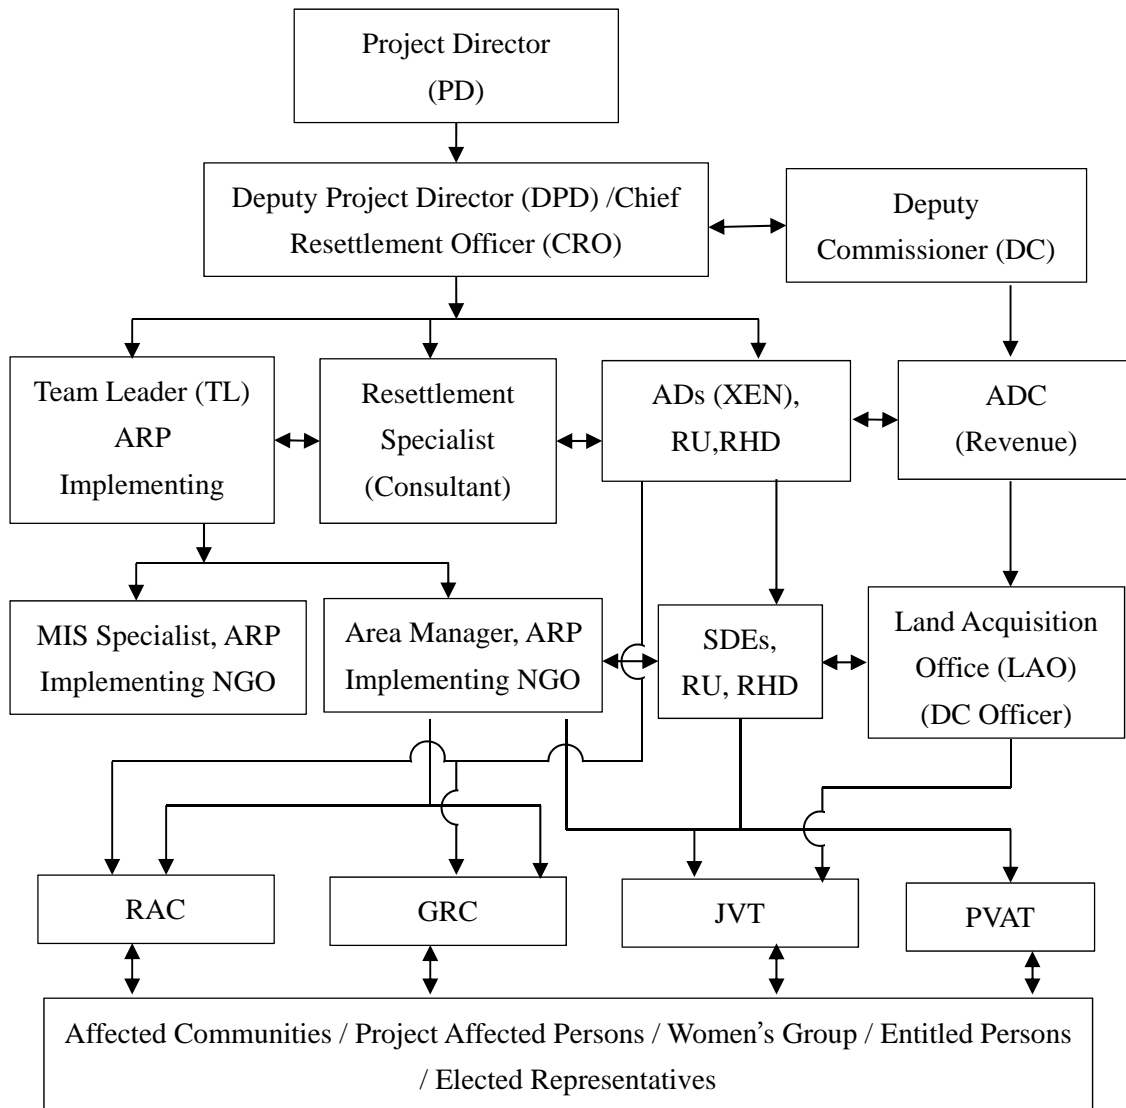 Project Director
(PD)
Deputy Project Director (DPD) /Chief
Resettlement Officer (CRO)
Deputy
Commissioner (DC)
Team Leader (TL)
ARP
Implementing
Resettlement
Specialist
(Consultant)
ADs (XEN),
RU,RHD
ADC
(Revenue)
MIS Specialist, ARP
Implementing NGO
Area Manager, ARP
Implementing NGO
SDEs,
RU, RHD
Land Acquisition
Office (LAO)
(DC Officer)
RAC
GRC
JVT
PVAT
Affected Communities / Project Affected Persons / Women’s Group / Entitled Persons
/ Elected Representatives